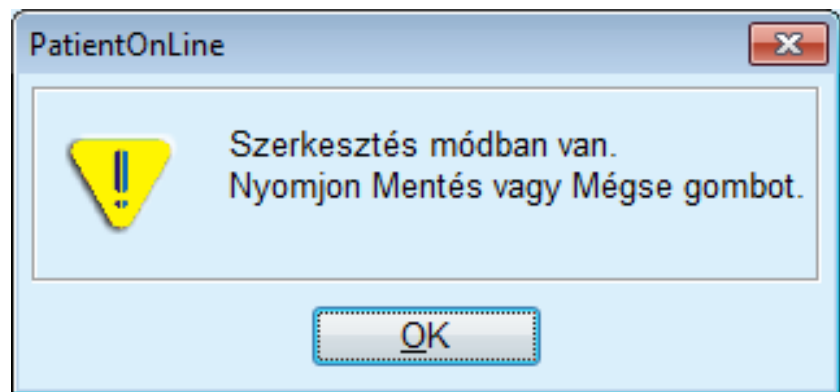 PatientOnLine
Szerkesztés módban van.
Nyomjon Mentés vagy Mégse gombot.
OK